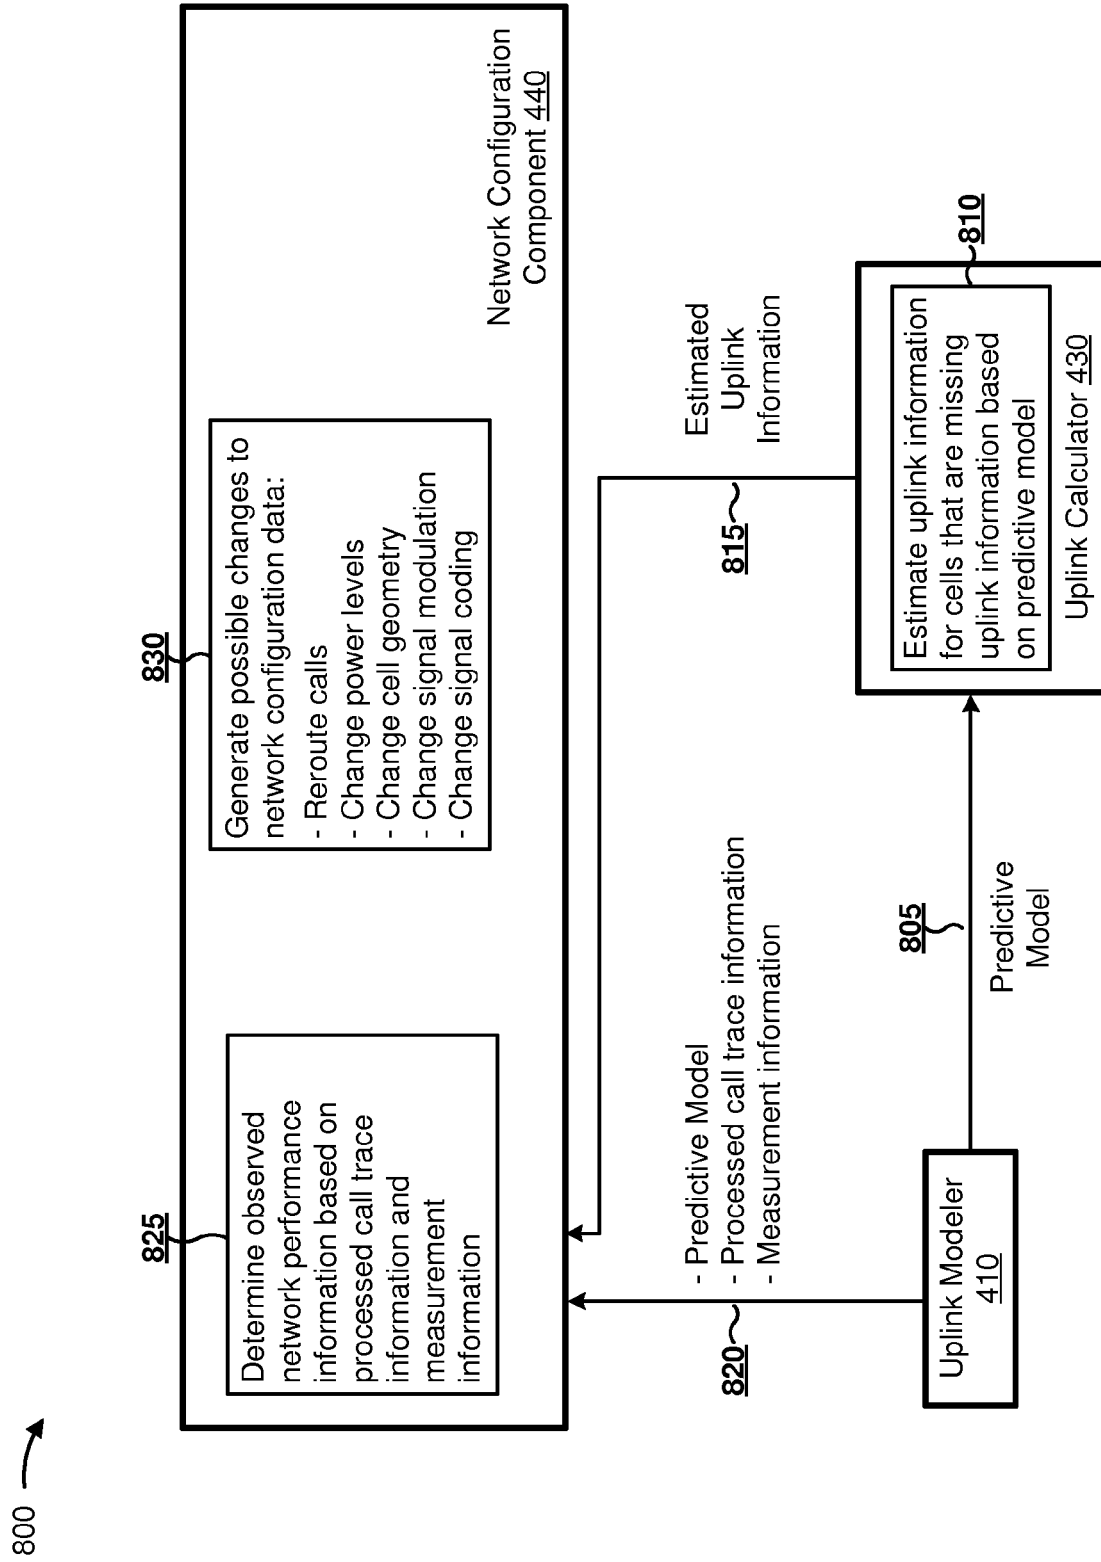 800
825
Determine observed
network performance
information based on
processed call trace
information and
measurement
information
830
Generate possible changes to
network configuration data:
- Reroute calls
- Change power levels
- Change cell geometry
- Change signal modulation
- Change signal coding
Network Configuration
Component 440
820
- Predictive Model
- Processed call trace information
- Measurement information
815
Estimated
Uplink
Information
Uplink Modeler
410
805
Predictive
Model
810
Estimate uplink information
for cells that are missing
uplink information based
on predictive model
Uplink Calculator 430